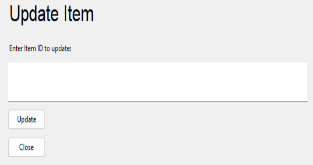 Update Item
Enter Item ID to update:
Update
Close